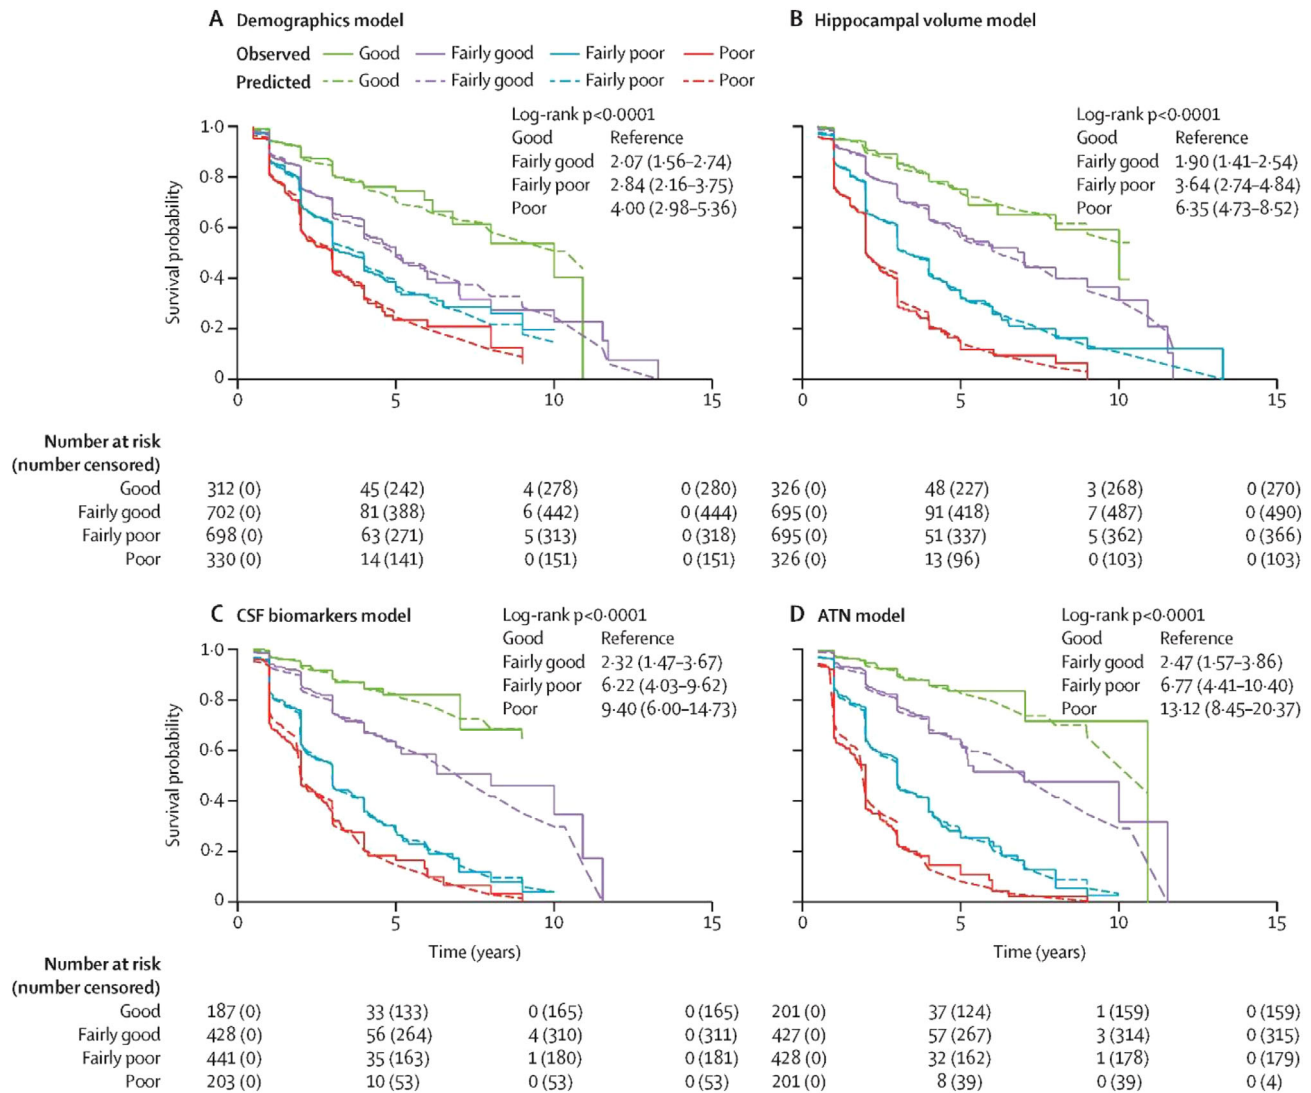 A Demographics model
Observed Good Fairly good Fairly poor Poor
Predicted Good Fairly good Fairly poor Poor
Log-rank p<0·0001
Good Reference
Fairly good 2·07 (1·56–2·74)
Fairly poor 2·84 (2·16–3·75)
Poor 4·00 (2·98–5·36)
Survival probability
1·0
0·8
0·6
0·4
0·2
0
0 5 10 15
B Hippocampal volume model
Log-rank p<0·0001
Good Reference
Fairly good 1·90 (1·41–2·54)
Fairly poor 3·64 (2·74–4·84)
Poor 6·35 (4·73–8·52)
0 5 10 15
Number at risk
(number censored)
Good 312 (0) 45 (242) 4 (278) 0 (280) 326 (0) 48 (227) 3 (268) 0 (270)
Fairly good 702 (0) 81 (388) 6 (442) 0 (444) 695 (0) 91 (418) 7 (487) 0 (490)
Fairly poor 698 (0) 63 (271) 5 (313) 0 (318) 695 (0) 51 (337) 5 (362) 0 (366)
Poor 330 (0) 14 (141) 0 (151) 0 (151) 326 (0) 13 (96) 0 (103) 0 (103)
C CSF biomarkers model
Log-rank p<0·0001
Good Reference
Fairly good 2·32 (1·47–3·67)
Fairly poor 6·22 (4·03–9·62)
Poor 9·40 (6·00–14·73)
Survival probability
1·0
0·8
0·6
0·4
0·2
0
0 5 10 15
Time (years)
D ATN model
Log-rank p<0·0001
Good Reference
Fairly good 2·47 (1·57–3·86)
Fairly poor 6·77 (4·41–10·40)
Poor 13·12 (8·45–20·37)
0 5 10 15
Time (years)
Number at risk
(number censored)
Good 187 (0) 33 (133) 0 (165) 0 (165) 201 (0) 37 (124) 1 (159) 0 (159)
Fairly good 428 (0) 56 (264) 4 (310) 0 (311) 427 (0) 57 (267) 3 (314) 0 (315)
Fairly poor 441 (0) 35 (163) 1 (180) 0 (181) 428 (0) 32 (162) 1 (178) 0 (179)
Poor 203 (0) 10 (53) 0 (53) 0 (53) 201 (0) 8 (39) 0 (39) 0 (4)